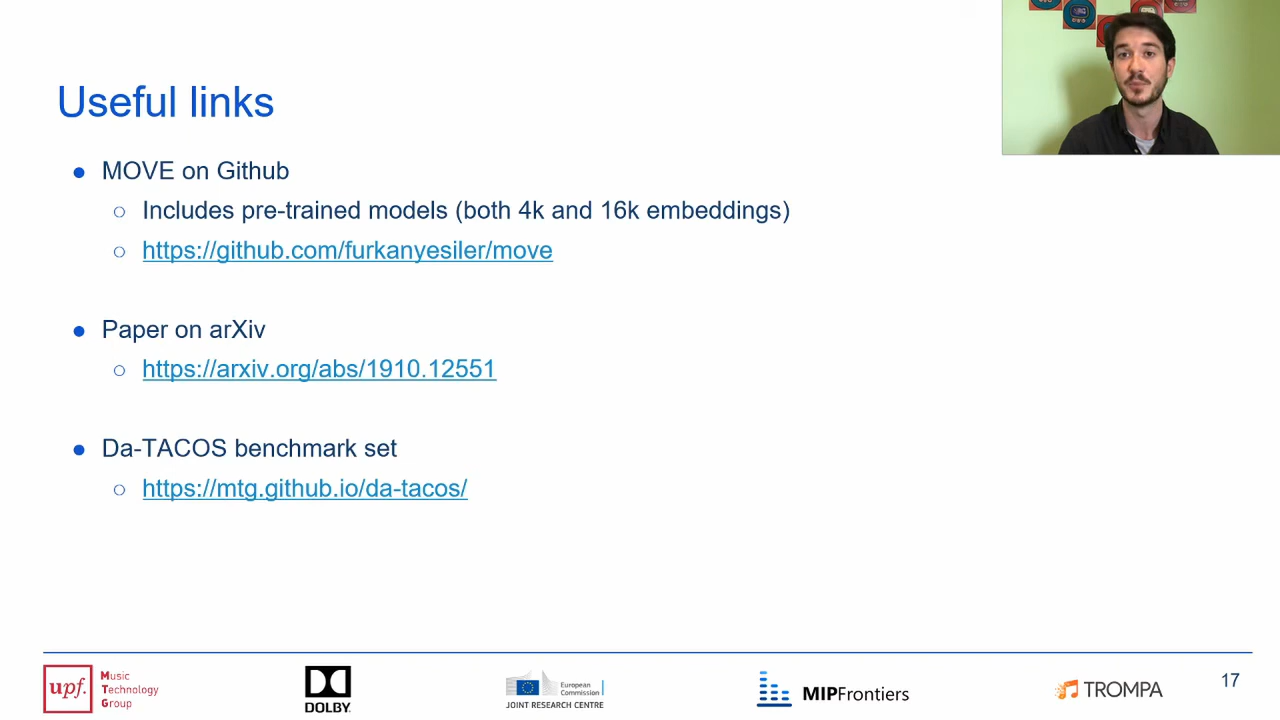 Useful links
● MOVE on Github
○ Includes pre-trained models (both 4k and 16k embeddings)
○ https://github.com/furkanyesiler/move
● Paper on arXiv
○ https://arxiv.org/abs/1910.12551
● Da-TACOS benchmark set
○ https://mtg.github.io/da-tacos/
upf.
Music
Technology
Group
DOLBY
European
Commission
JOINT RESEARCH CENTRE
MIPFrontiers
TROMPA
17